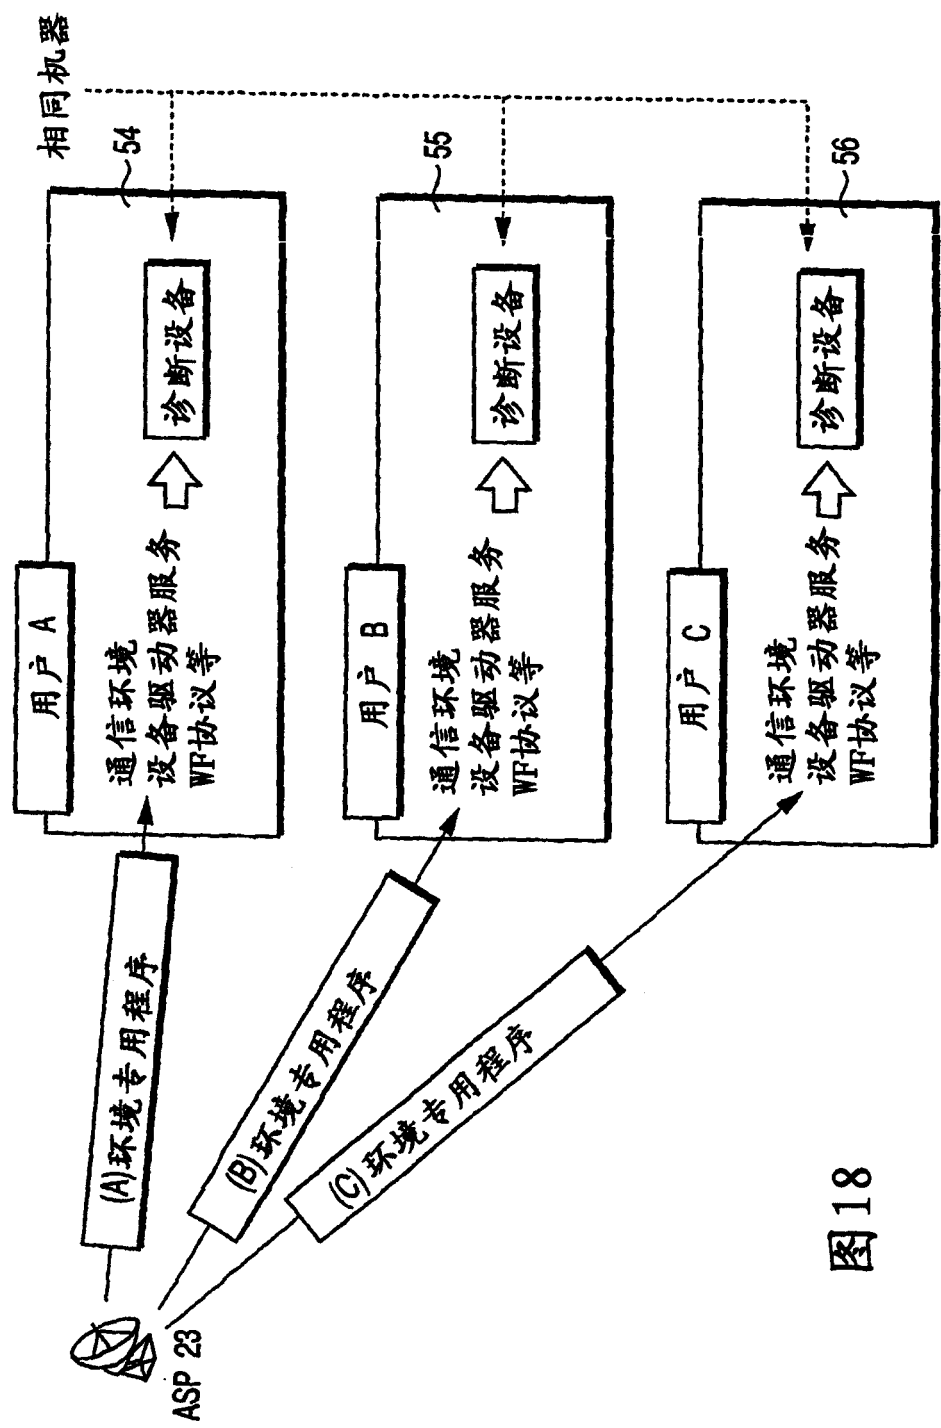 相同机器
54
用户 A
通信环境
设备驱动器服务
WF协议等
诊断设备
(A)环境专用程序
55
用户 B
通信环境
设备驱动器服务
WF协议等
诊断设备
(B)环境专用程序
56
用户 C
通信环境
设备驱动器服务
WF协议等
诊断设备
(C)环境专用程序
ASP 23
图18